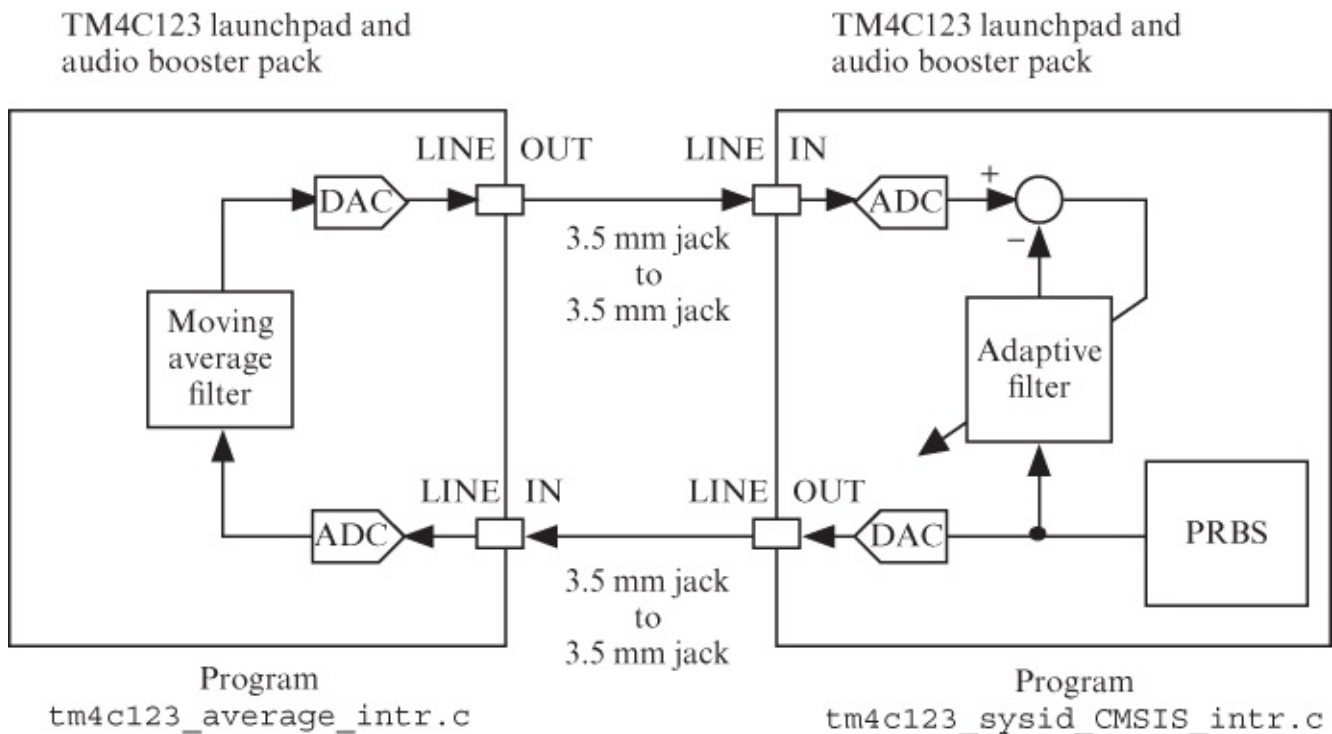 TM4C123 launchpad and
audio booster pack
TM4C123 launchpad and
audio booster pack
LINE OUT
LINE IN
DAC
ADC
+
−
3.5 mm jack
to
3.5 mm jack
Moving
average
filter
Adaptive
filter
LINE IN
LINE OUT
ADC
DAC
PRBS
3.5 mm jack
to
3.5 mm jack
Program
tm4c123_average_intr.c
Program
tm4c123_sysid_CMSIS_intr.c